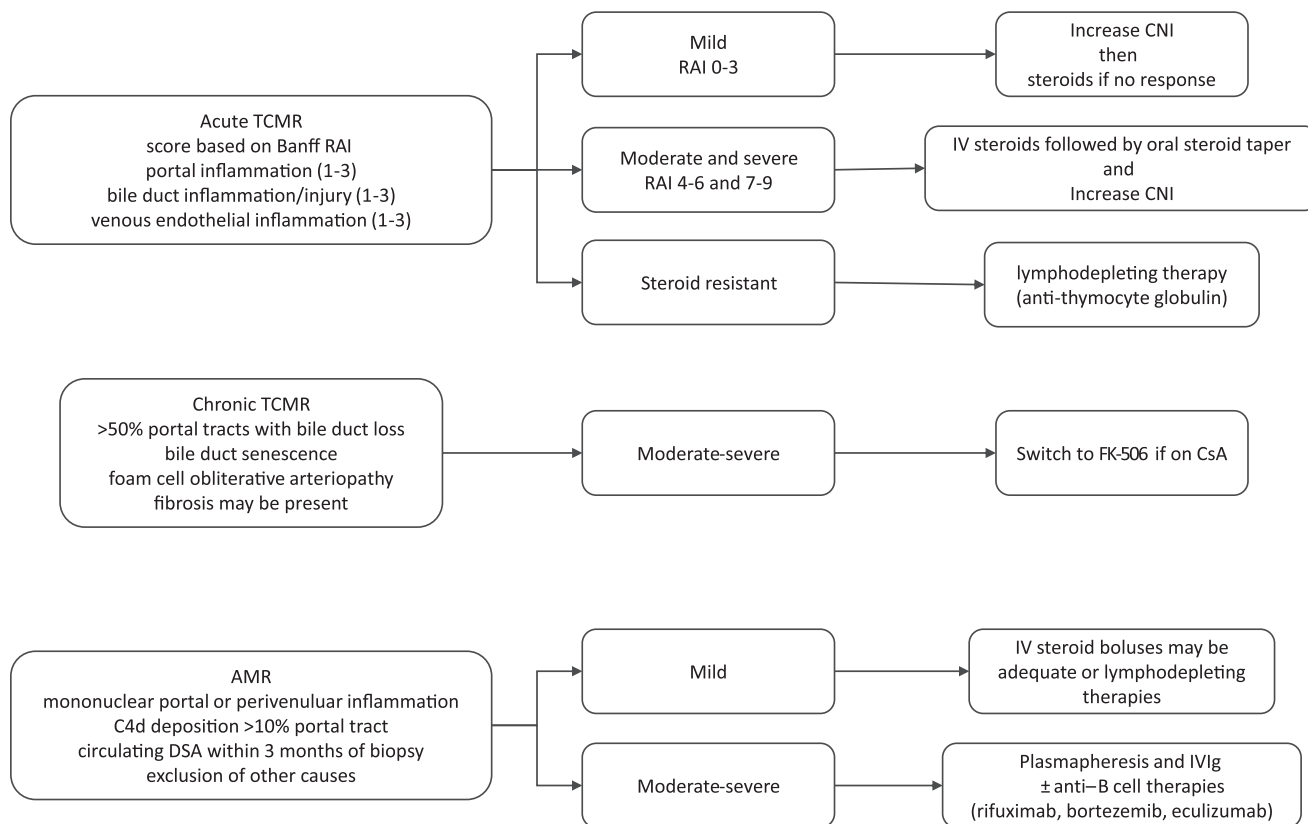 Acute TCMR
score based on Banff RAI
portal inflammation (1-3)
bile duct inflammation/injury (1-3)
venous endothelial inflammation (1-3)
Mild
RAI 0-3
Increase CNI
then
steroids if no response
Moderate and severe
RAI 4-6 and 7-9
IV steroids followed by oral steroid taper
and
Increase CNI
Steroid resistant
lymphodepleting therapy
(anti-thymocyte globulin)
Chronic TCMR
>50% portal tracts with bile duct loss
bile duct senescence
foam cell obliterative arteriopathy
fibrosis may be present
Moderate-severe
Switch to FK-506 if on CsA
AMR
mononuclear portal or perivenuluar inflammation
C4d deposition >10% portal tract
circulating DSA within 3 months of biopsy
exclusion of other causes
Mild
IV steroid boluses may be
adequate or lymphodepleting
therapies
Moderate-severe
Plasmapheresis and IVIg
± anti–B cell therapies
(rifuximab, bortezemib, eculizumab)